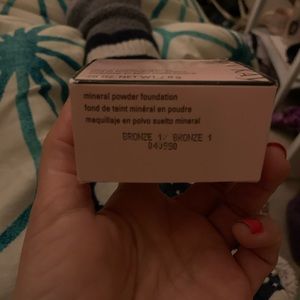 mineral powder foundation
fond de teint minéral en poudre
maquillaje en polvo suelto mineral
BRONZE 1/ BRONZE 1
040990